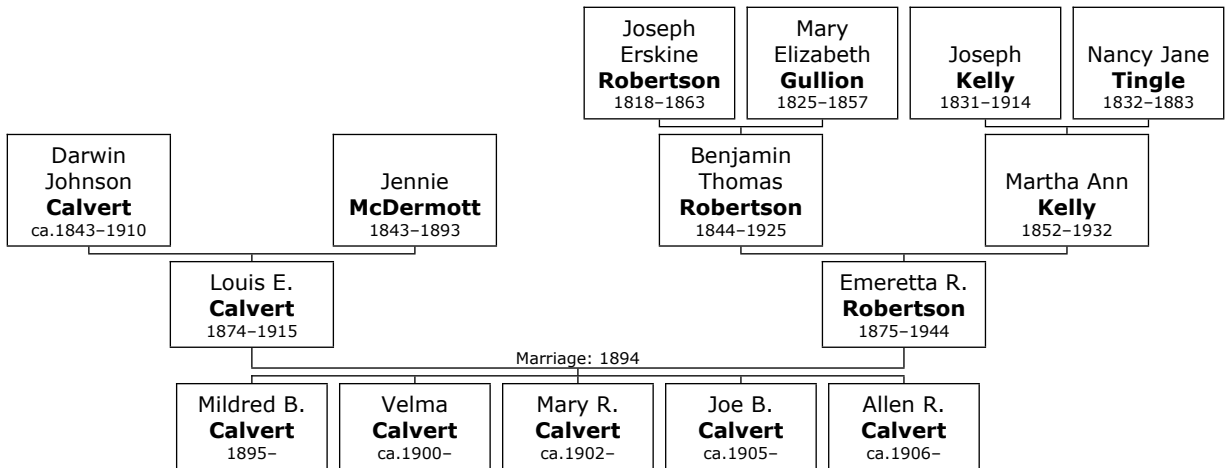 Joseph
Erskine
Robertson
1818–1863
Mary
Elizabeth
Gullion
1825–1857
Joseph
Kelly
1831–1914
Nancy Jane
Tingle
1832–1883
Darwin
Johnson
Calvert
ca.1843–1910
Jennie
McDermott
1843–1893
Benjamin
Thomas
Robertson
1844–1925
Martha Ann
Kelly
1852–1932
Louis E.
Calvert
1874–1915
Emeretta R.
Robertson
1875–1944
Marriage: 1894
Mildred B.
Calvert
1895–
Velma
Calvert
ca.1900–
Mary R.
Calvert
ca.1902–
Joe B.
Calvert
ca.1905–
Allen R.
Calvert
ca.1906–